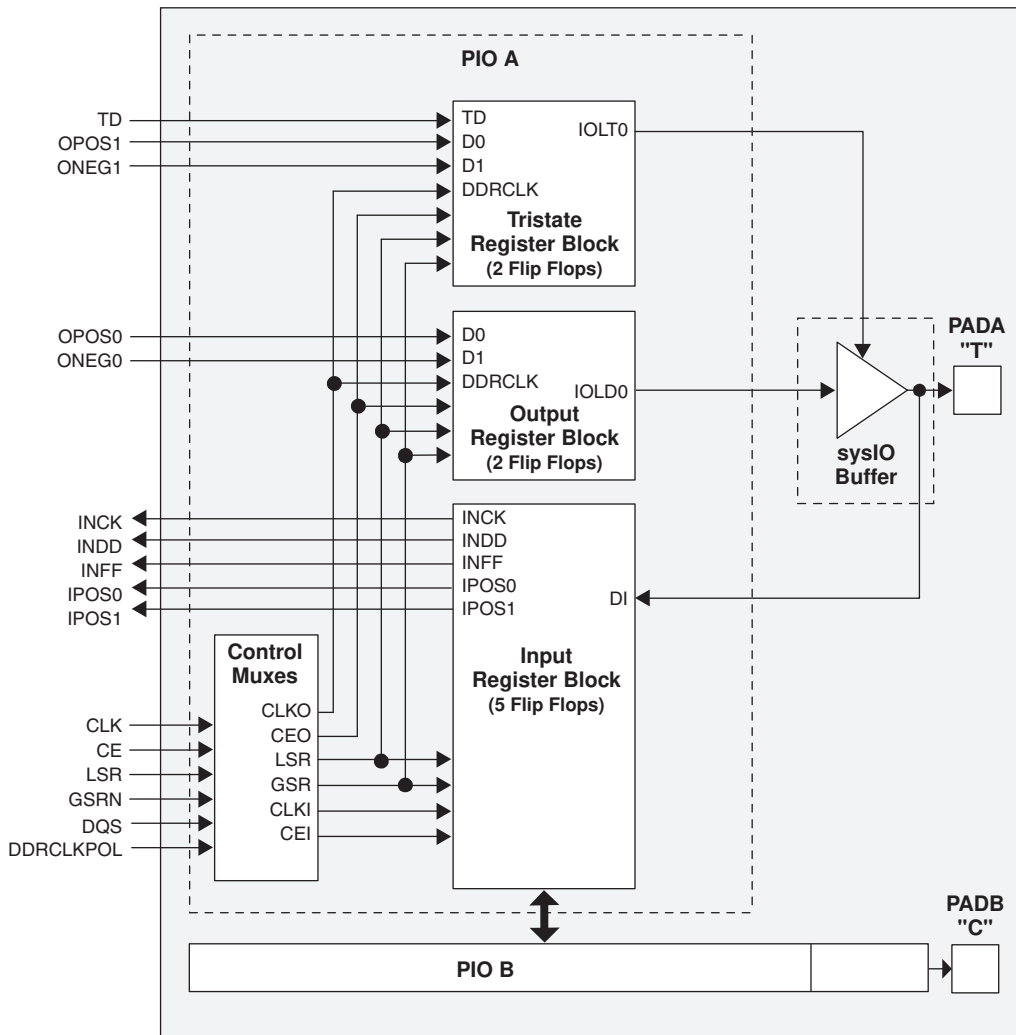 PIO A
TD
OPOS1
ONEG1
TD
D0
D1
DDRCLK
IOLT0
Tristate
Register Block
(2 Flip Flops)
OPOS0
ONEG0
D0
D1
DDRCLK
IOLD0
Output
Register Block
(2 Flip Flops)
PADA
"T"
sysIO
Buffer
INCK
INDD
INFF
IPOS0
IPOS1
INCK
INDD
INFF
IPOS0
IPOS1
DI
Input
Register Block
(5 Flip Flops)
Control
Muxes
CLK
CE
LSR
GSRN
DQS
DDRCLKPOL
CLKO
CEO
LSR
GSR
CLKI
CEI
PIO B
PADB
"C"